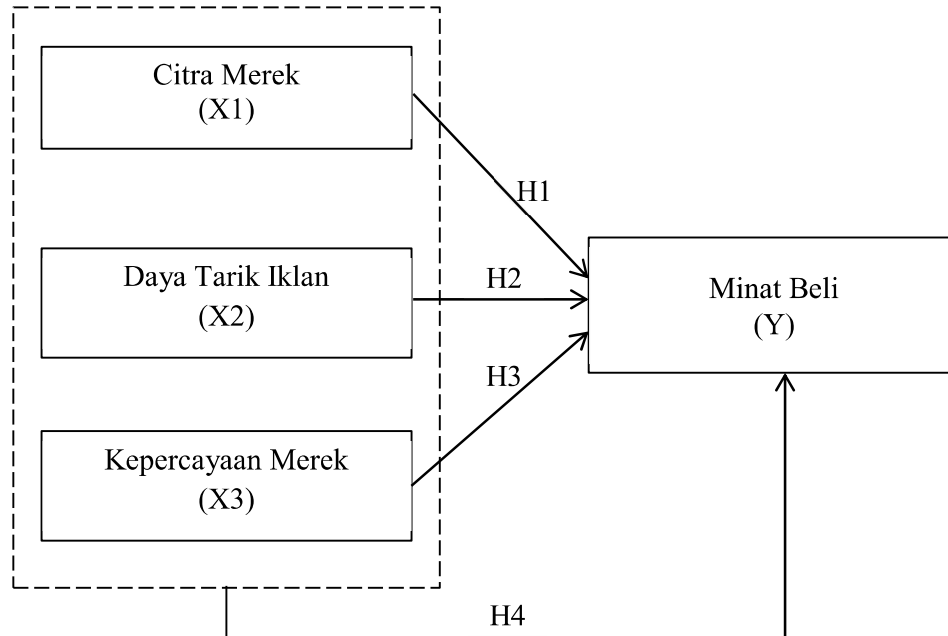 Citra Merek
(X1)
H1
Daya Tarik Iklan
(X2)
H2
Minat Beli
(Y)
H3
Kepercayaan Merek
(X3)
H4